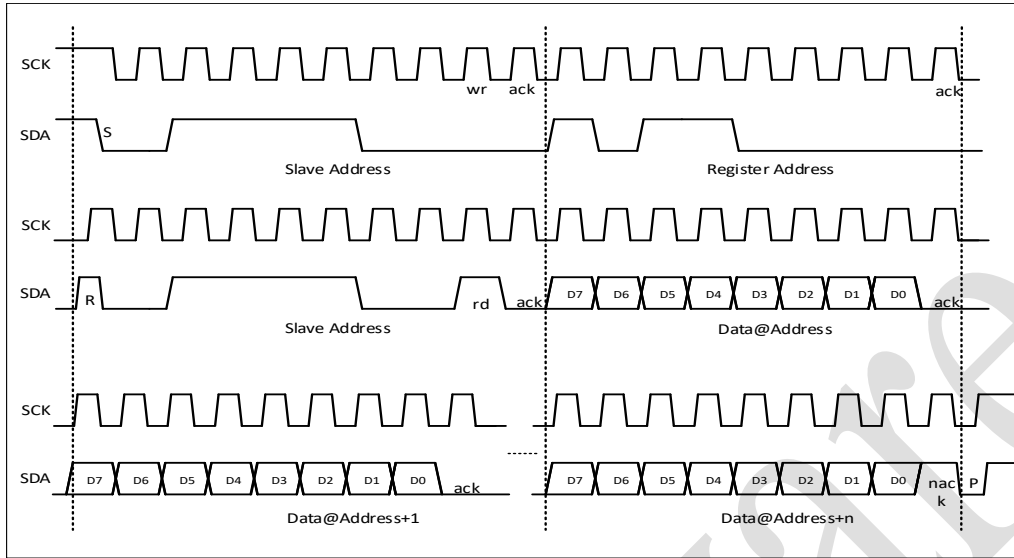 SCK
wr ack ack
SDA S
Slave Address Register Address
SCK
SDA R rd ack D7 D6 D5 D4 D3 D2 D1 D0 ack
Slave Address Data@Address
SCK
SDA D7 D6 D5 D4 D3 D2 D1 D0 ack ........ D7 D6 D5 D4 D3 D2 D1 D0 nac k P
Data@Address+1 Data@Address+n